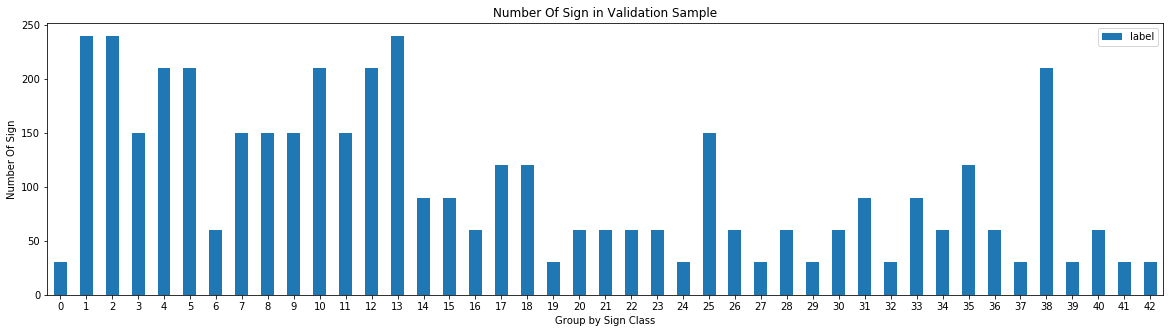 Number Of Sign in Validation Sample
250
200
150
100
50
0
Number Of Sign
label
0 1 2 3 4 5 6 7 8 9 10 11 12 13 14 15 16 17 18 19 20 21 22 23 24 25 26 27 28 29 30 31 32 33 34 35 36 37 38 39 40 41 42
Group by Sign Class